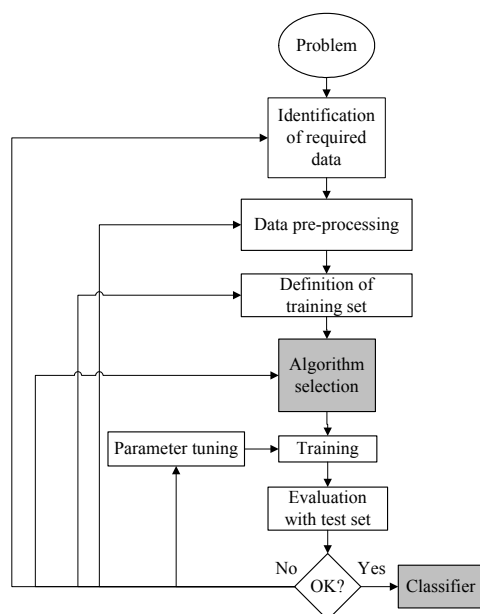 Problem
Identification
of required
data
Data pre-processing
Definition of
training set
Algorithm
selection
Parameter tuning
Training
Evaluation
with test set
No
OK?
Yes
Classifier